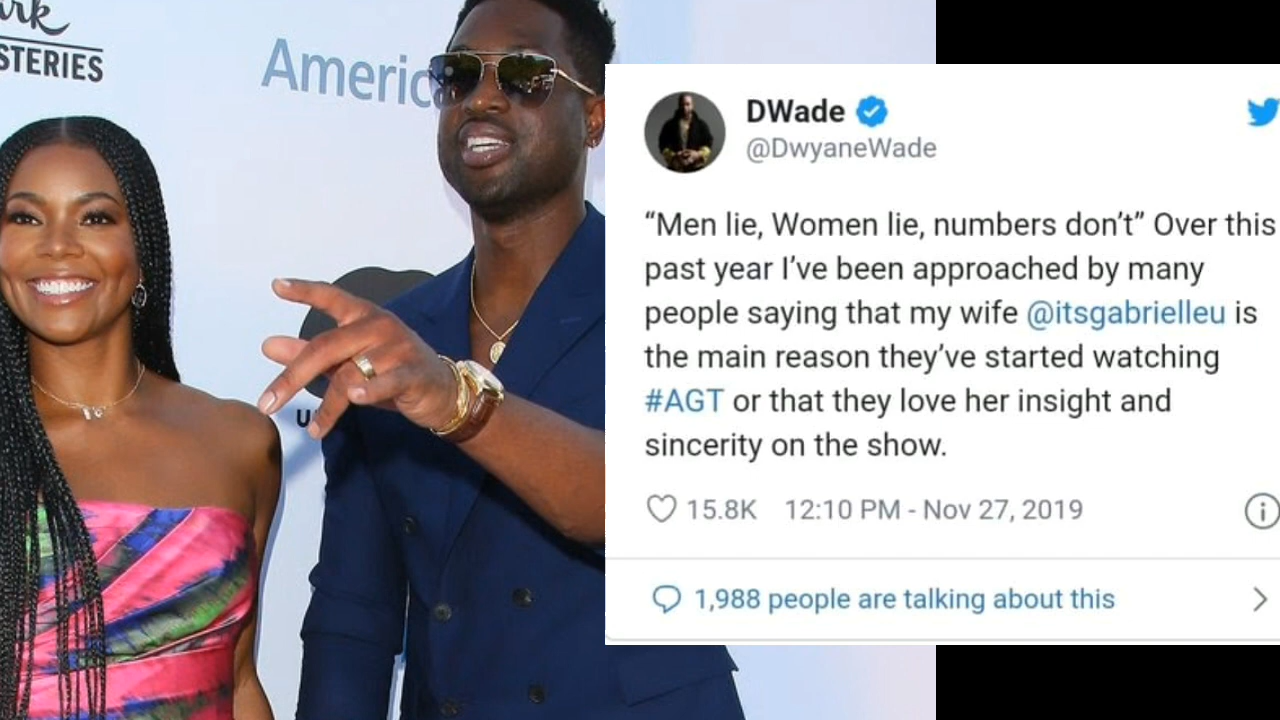 STERIES
America
DWade
@DwyaneWade
“Men lie, Women lie, numbers don’t” Over this
past year I’ve been approached by many
people saying that my wife @itsgabrielleu is
the main reason they’ve started watching
#AGT or that they love her insight and
sincerity on the show.
15.8K 12:10 PM - Nov 27, 2019
1,988 people are talking about this